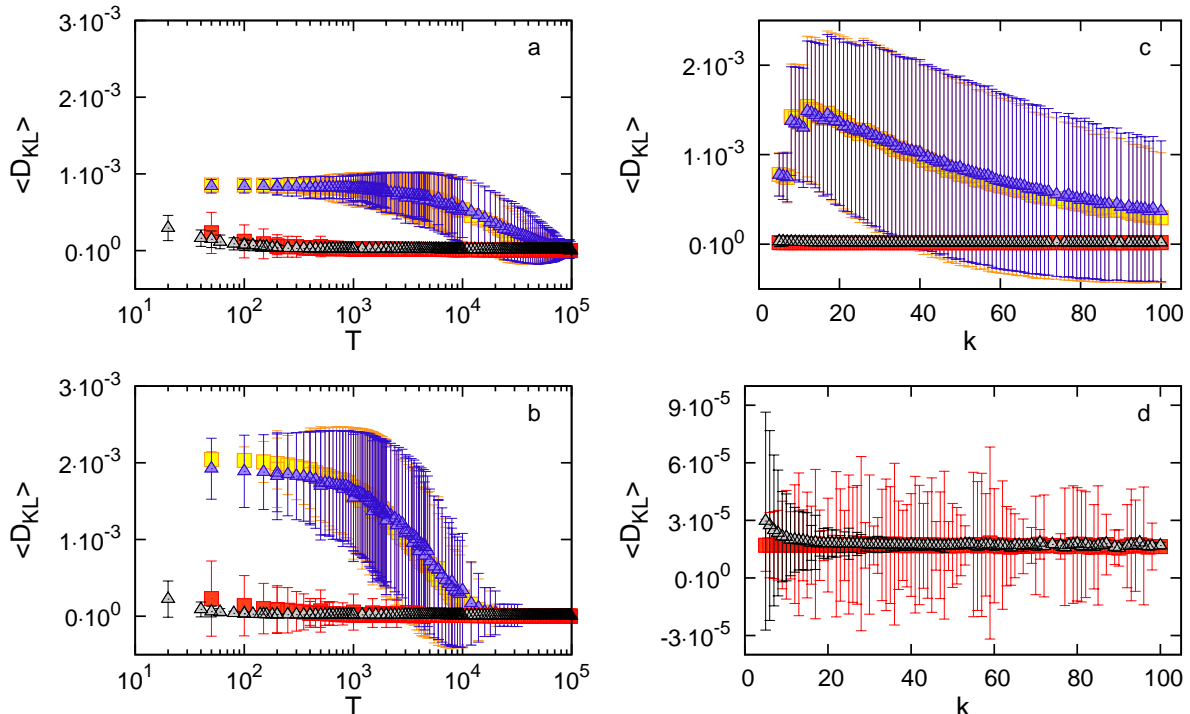 3·10⁻³
2·10⁻³
1·10⁻³
0·10⁰
<D_KL>
a
10¹ 10² 10³ 10⁴ 10⁵
T
2·10⁻³
1·10⁻³
0·10⁰
<D_KL>
c
0 20 40 60 80 100
k
3·10⁻³
2·10⁻³
1·10⁻³
0·10⁰
<D_KL>
b
10¹ 10² 10³ 10⁴ 10⁵
T
9·10⁻⁵
6·10⁻⁵
3·10⁻⁵
0·10⁰
-3·10⁻⁵
<D_KL>
d
20 40 60 80 100
k